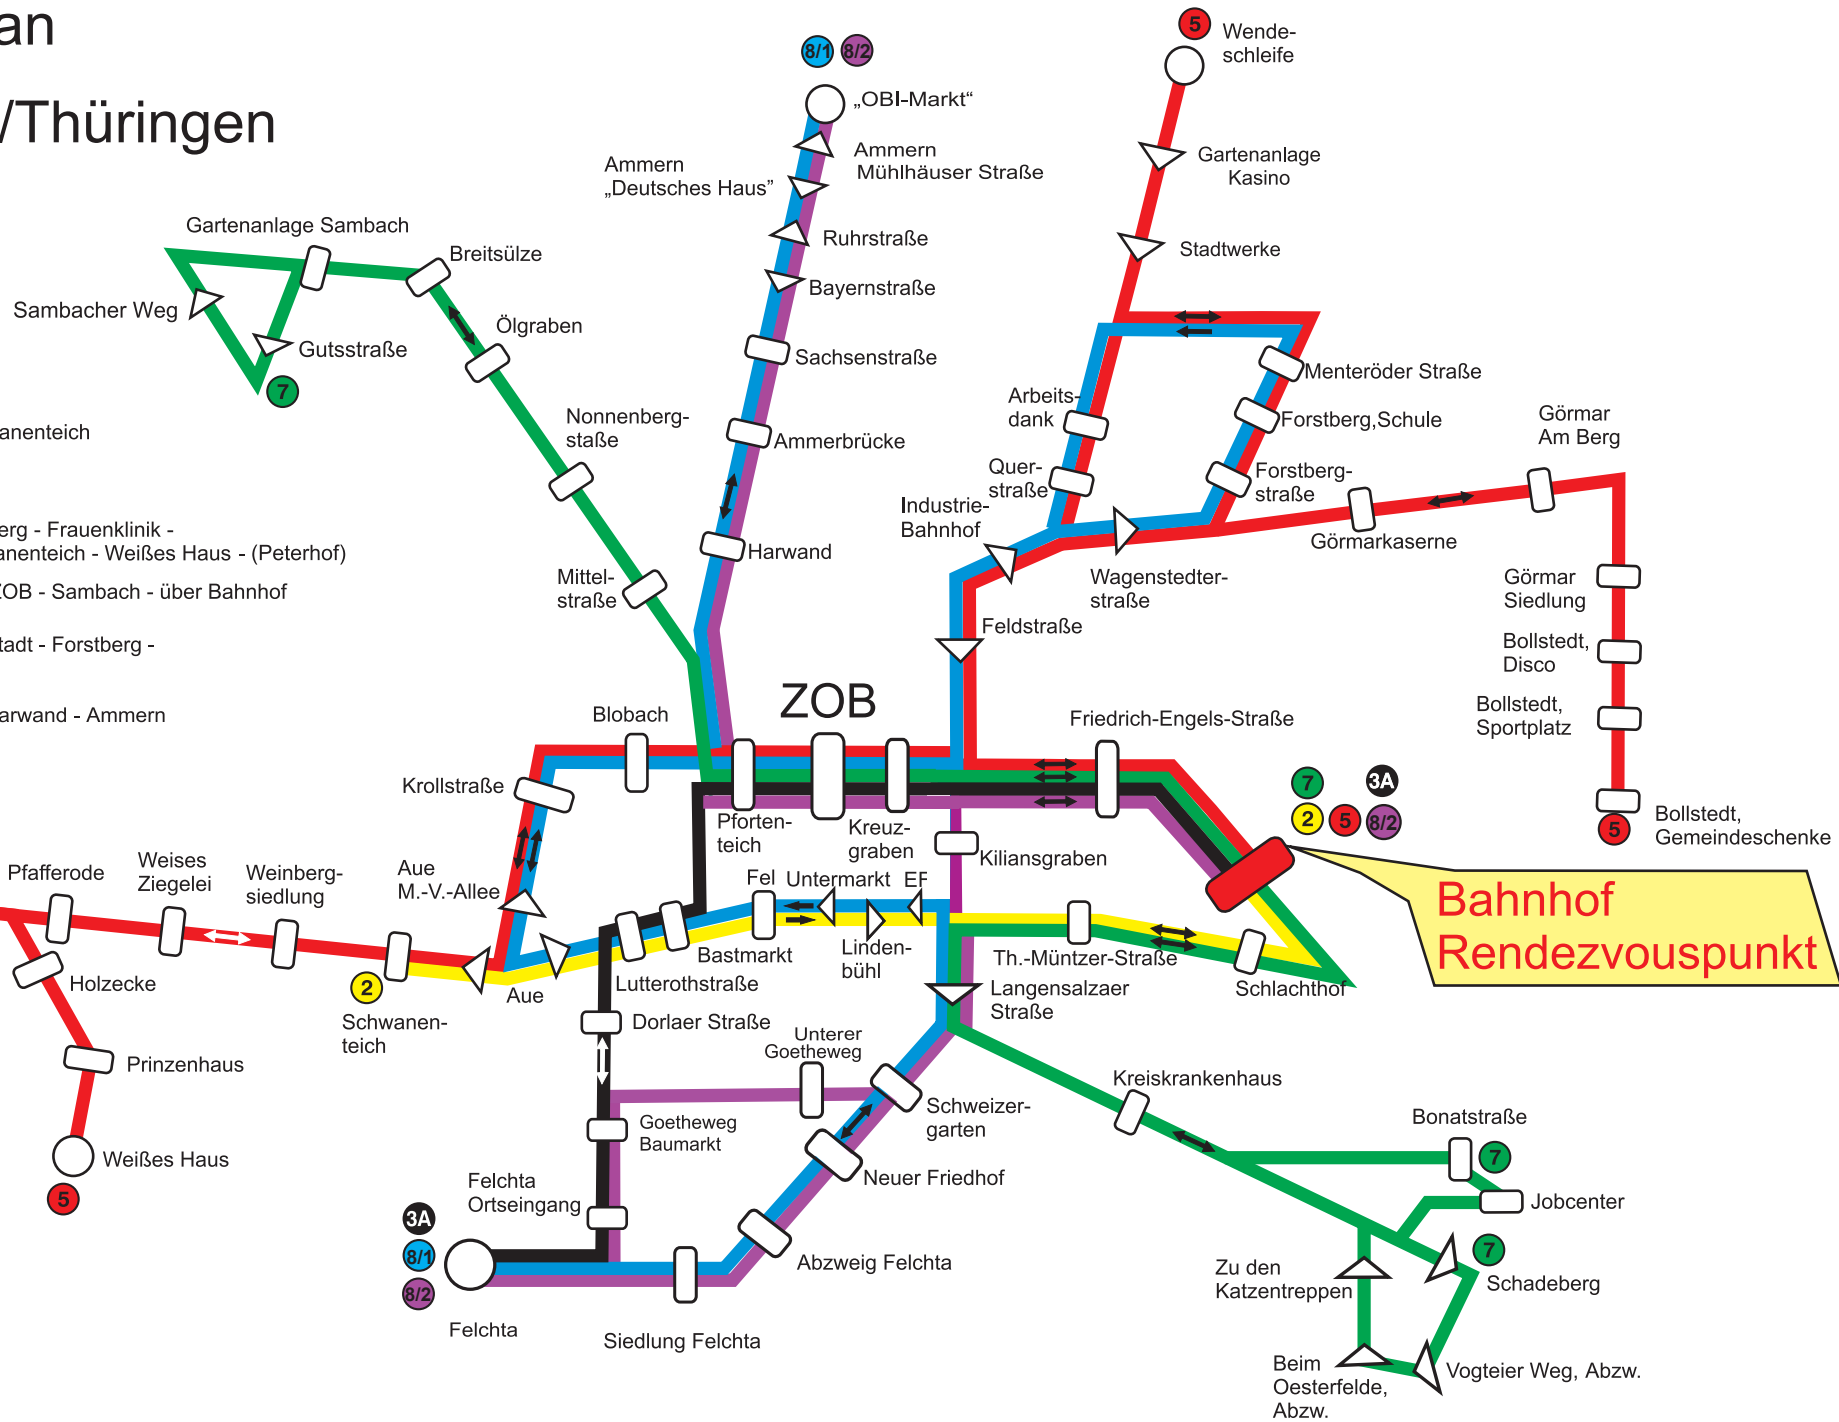 an
/Thüringen
5
Wende-
schleife
8/1 8/2
„OBI-Markt“
Ammern
Mühlhäuser Straße
Ammern
„Deutsches Haus”
Gartenanlage
Kasino
Ruhrstraße
Stadtwerke
Bayernstraße
Gartenanlage Sambach
Breitsülze
Sambacher Weg
Ölgraben
Gutsstraße
7
Sachsenstraße
Menteröder Straße
Arbeits-
dank
Forstberg,Schule
Görmar
Am Berg
Nonnenberg-
staße
Ammerbrücke
anenteich
Quer-
straße
Forstberg-
straße
Industrie-
Bahnhof
erg - Frauenklinik -
anenteich - Weißes Haus - (Peterhof)
Harwand
Görmarkaserne
ZOB - Sambach - über Bahnhof
Mittel-
straße
Wagenstedter-
straße
Görmar
Siedlung
tadt - Forstberg -
Feldstraße
Bollstedt,
Disco
arwand - Ammern
Blobach
ZOB
Friedrich-Engels-Straße
Bollstedt,
Sportplatz
Krollstraße
7 3A
2 5 8/2
Pforten-
teich
Kreuz-
graben
5
Bollstedt,
Gemeindeschenke
Kiliansgraben
Pfafferode
Weises
Ziegelei
Weinberg-
siedlung
Aue
M.-V.-Allee
Fel
Untermarkt
EF
Bahnhof
Rendezvouspunkt
Bastmarkt
Linden-
bühl
Th.-Müntzer-Straße
Holzecke
2
Aue
Lutterothstraße
Langensalzaer
Straße
Schlachthof
Schwanen-
teich
Dorlaer Straße
Unterer
Goetheweg
Prinzenhaus
Kreiskrankenhaus
Schweizer-
garten
Bonatstraße
7
Goetheweg
Baumarkt
Weißes Haus
5
Neuer Friedhof
Felchta
Ortseingang
Jobcenter
3A
8/1
8/2
Abzweig Felchta
7
Zu den
Katzentreppen
Schadeberg
Felchta
Siedlung Felchta
Beim
Oesterfelde,
Abzw.
Vogteier Weg, Abzw.